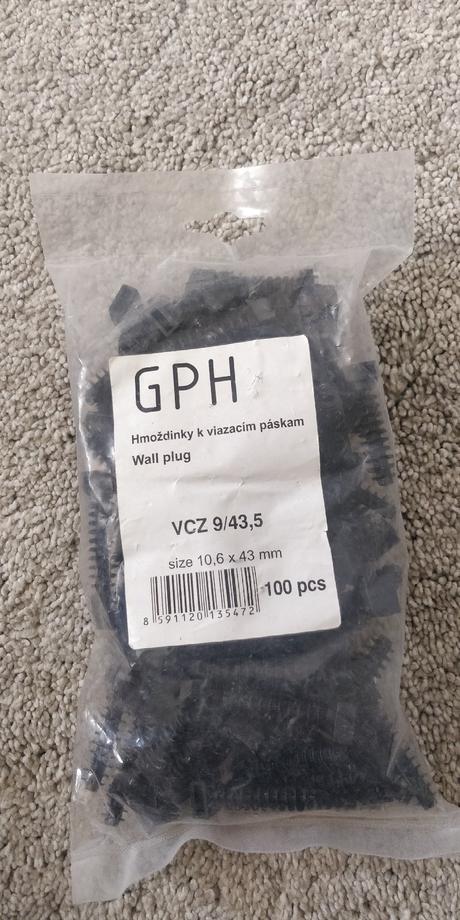 GPH
Hmoždinky k viazacím páskam
Wall plug
VCZ 9/43,5
size 10,6 x 43 mm
100 pcs
8 591120 135472